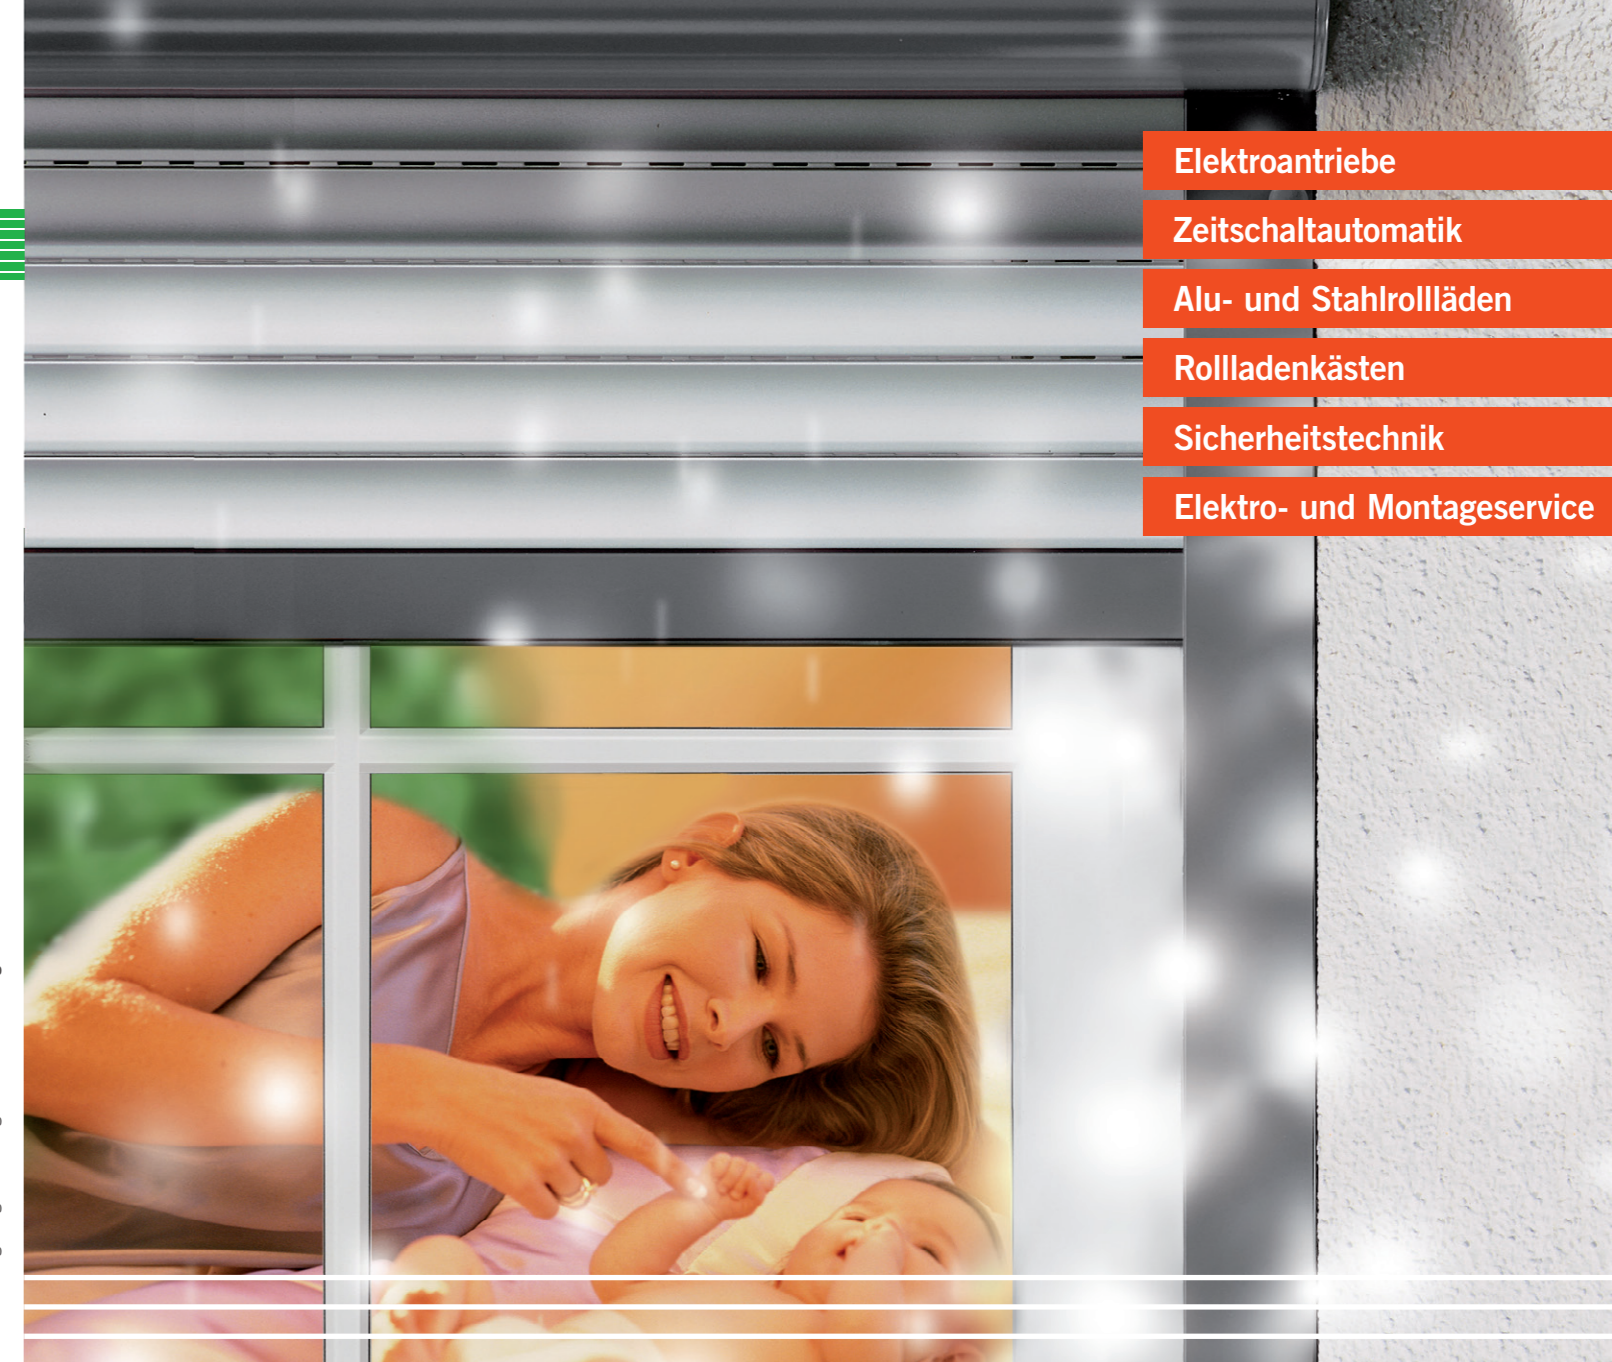 Elektroantriebe
Zeitschaltautomatik
Alu- und Stahlrollläden
Rollladenkästen
Sicherheitstechnik
Elektro- und Montageservice